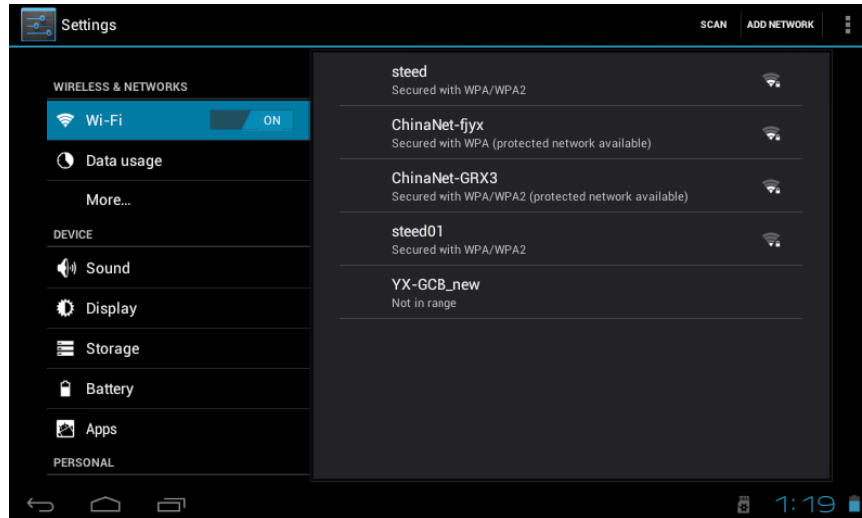 Settings
SCAN
ADD NETWORK
WIRELESS & NETWORKS
Wi-Fi
ON
Data usage
More...
DEVICE
Sound
Display
Storage
Battery
Apps
PERSONAL
steed
Secured with WPA/WPA2
ChinaNet-fjyx
Secured with WPA (protected network available)
ChinaNet-GRX3
Secured with WPA/WPA2 (protected network available)
steed01
Secured with WPA/WPA2
YX-GCB_new
Not in range
1:19